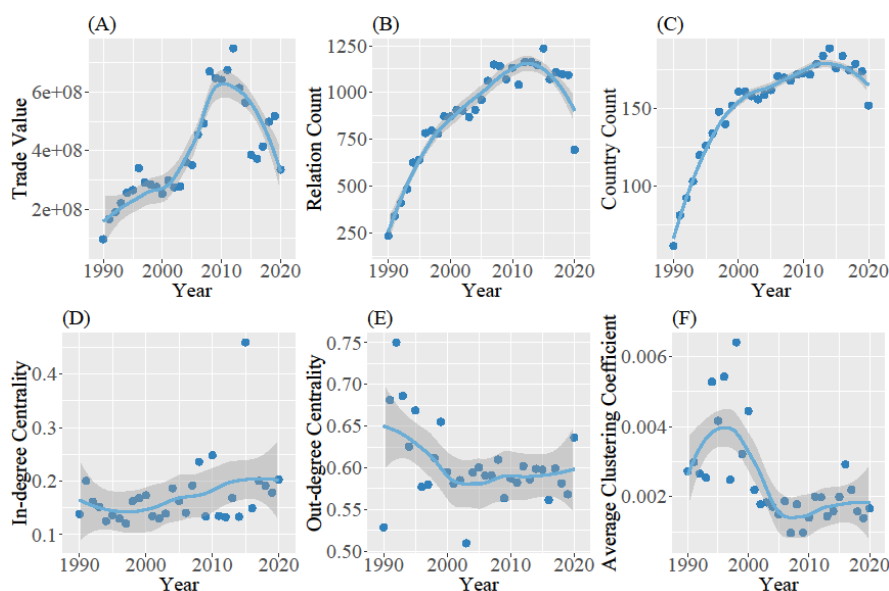 (A)
Trade Value
6e+08
4e+08
2e+08
1990 2000 2010 2020
Year
(B)
Relation Count
1250
1000
750
500
250
1990 2000 2010 2020
Year
(C)
Country Count
150
100
1990 2000 2010 2020
Year
(D)
In-degree Centrality
0.4
0.3
0.2
0.1
1990 2000 2010 2020
Year
(E)
Out-degree Centrality
0.75
0.70
0.65
0.60
0.55
0.50
1990 2000 2010 2020
Year
(F)
Average Clustering Coefficient
0.006
0.004
0.002
1990 2000 2010 2020
Year